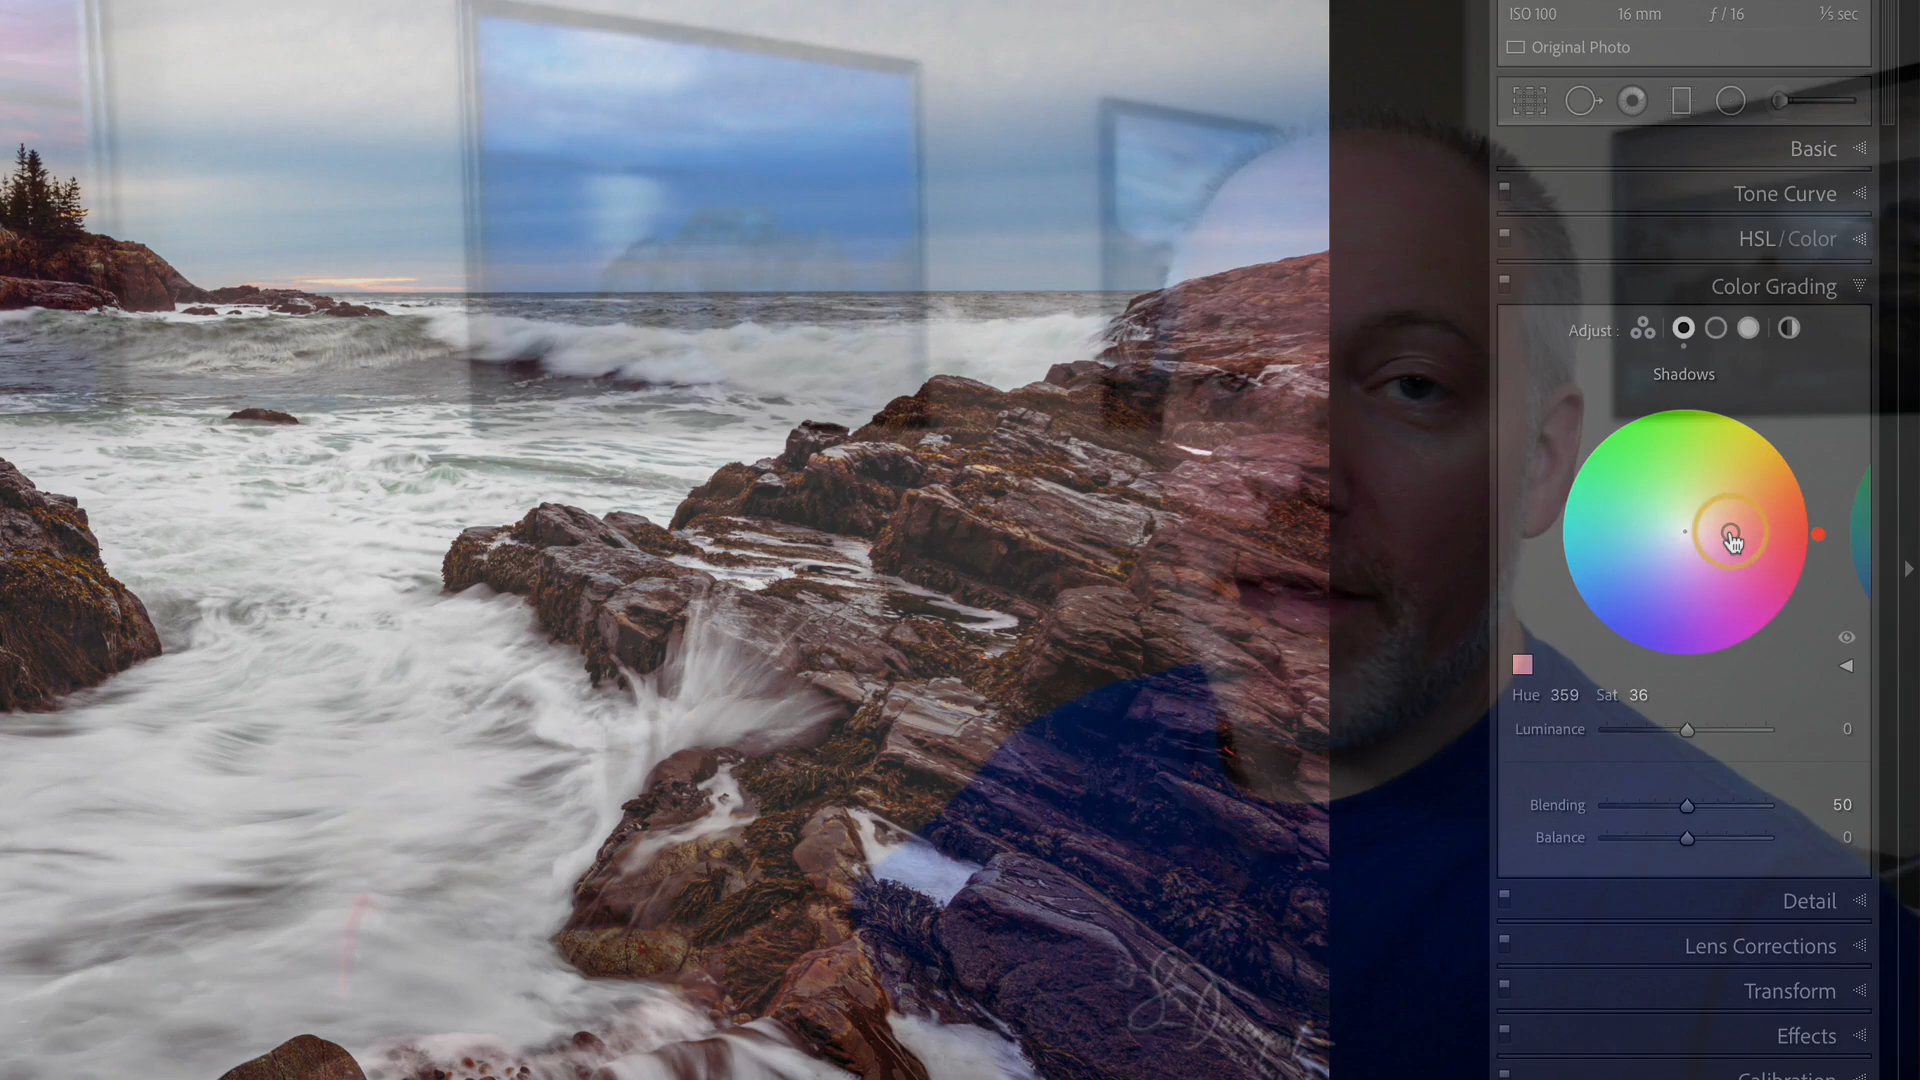 ISO 100 16 mm ƒ / 16 ⅕ sec
Original Photo
Basic
Tone Curve
HSL / Color
Color Grading
Adjust :
Shadows
Hue 359 Sat 36
Luminance 0
Blending 50
Balance 0
Detail
Lens Corrections
Transform
Effects
Calibration